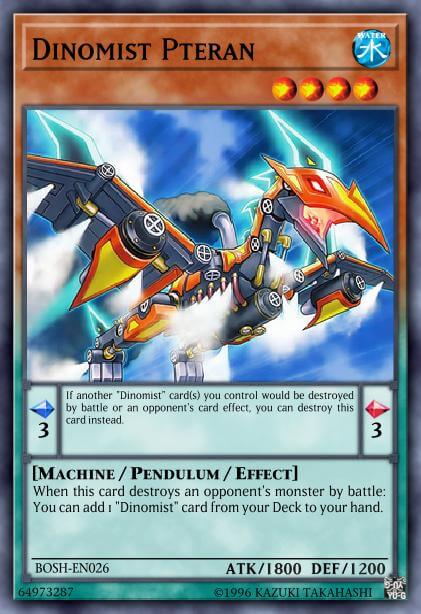 Dinomist Pteran
WATER
水
If another "Dinomist" card(s) you control would be destroyed
by battle or an opponent's card effect, you can destroy this
card instead.
3
3
[Machine / Pendulum / Effect]
When this card destroys an opponent's monster by battle:
You can add 1 "Dinomist" card from your Deck to your hand.
BOSH-EN026
ATK/1800 DEF/1200
64973287
©1996 KAZUKI TAKAHASHI